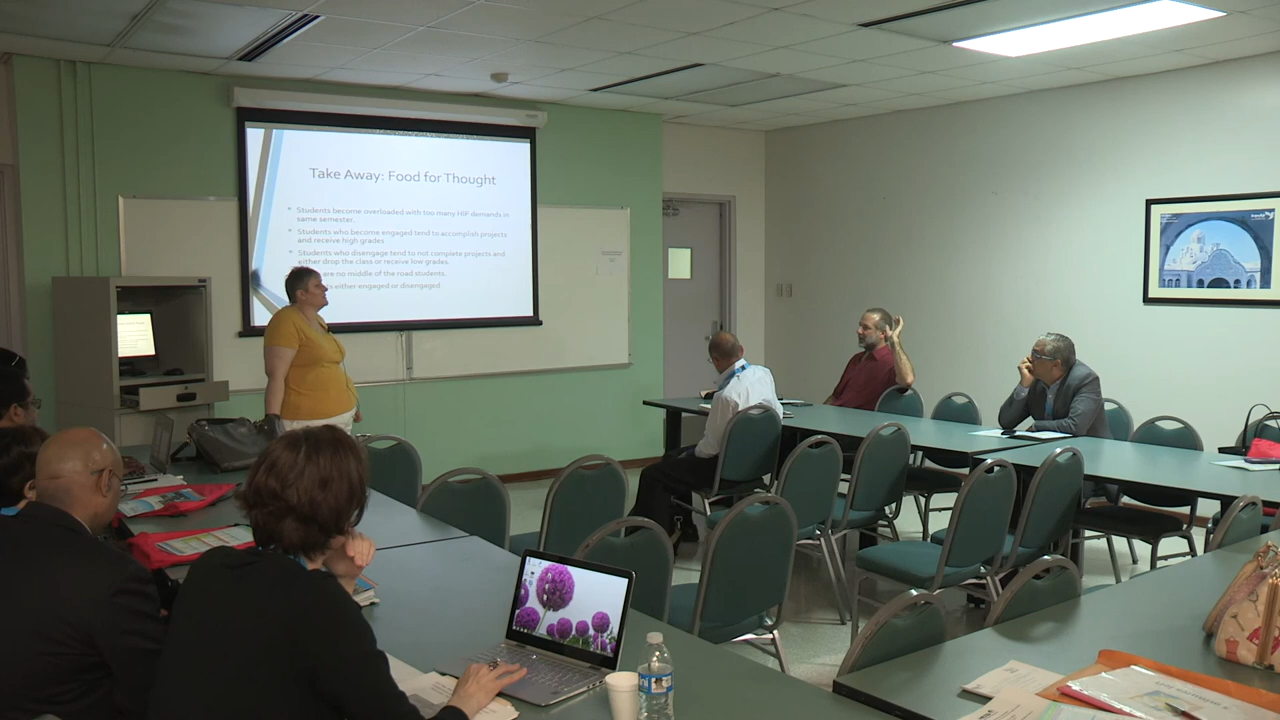 Take Away: Food for Thought
Students become overloaded with too many HIP demands in
same semester.
Students who become engaged tend to accomplish projects
and receive high grades
Students who disengage tend to not complete projects and
either drop the class or receive low grades.
are no middle of the road students.
either engaged or disengaged